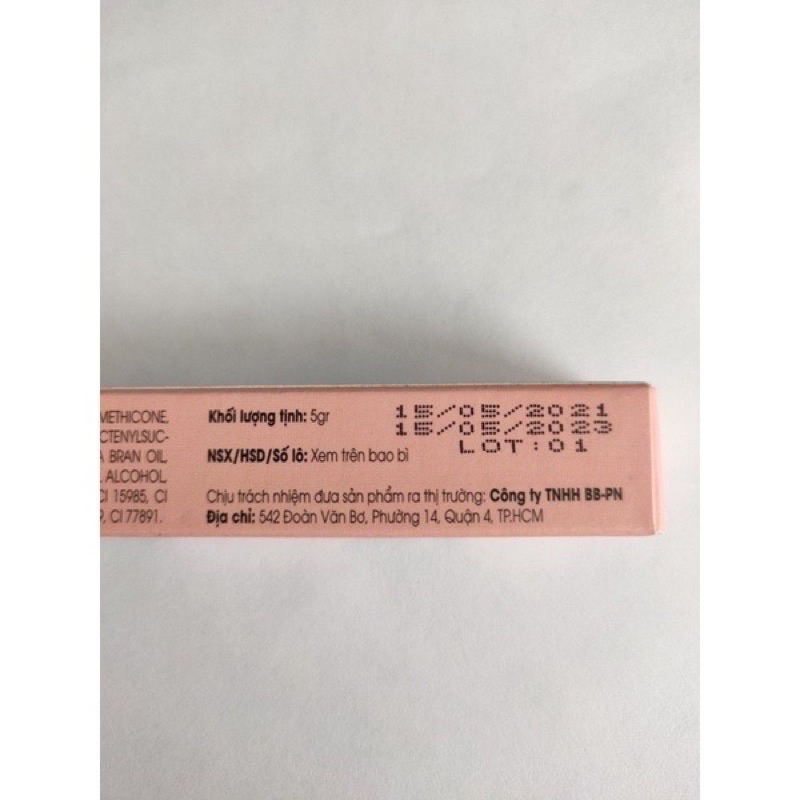 METHICONE,
CTENYLSUC-
A BRAN OIL,
ALCOHOL,
CI 15985, CI
CI 77891.
Khối lượng tịnh: 5gr
NSX/HSD/Số lô: Xem trên bao bì
Chịu trách nhiệm đưa sản phẩm ra thị trường: Công ty TNHH BB-PN
Địa chỉ: 542 Đoàn Văn Bơ, Phường 14, Quận 4, TP.HCM
15/05/2021
15/05/2023
LOT:01